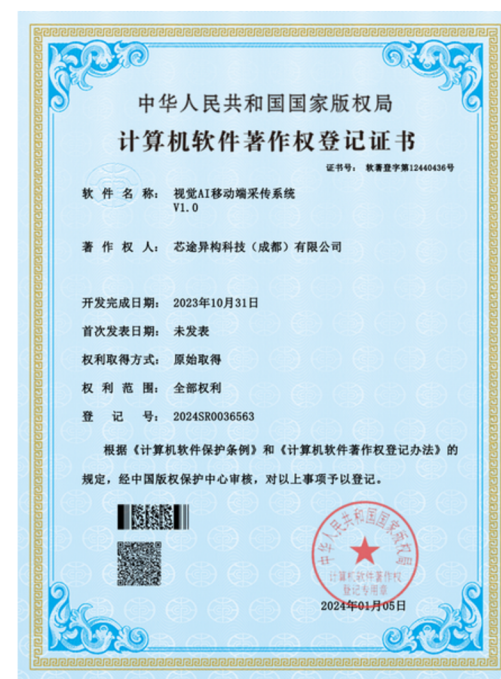 中华人民共和国国家版权局
计算机软件著作权登记证书
证书号： 软著登字第12440436号
软 件 名 称： 视觉AI移动端采传系统
V1.0
著 作 权 人： 芯途异构科技（成都）有限公司
开发完成日期： 2023年10月31日
首次发表日期： 未发表
权利取得方式： 原始取得
权 利 范 围： 全部权利
登 记 号： 2024SR0036563
根据《计算机软件保护条例》和《计算机软件著作权登记办法》的
规定，经中国版权保护中心审核，对以上事项予以登记。
中华人民共和国国家版权局
计算机软件著作权
登记专用章
2024年01月05日